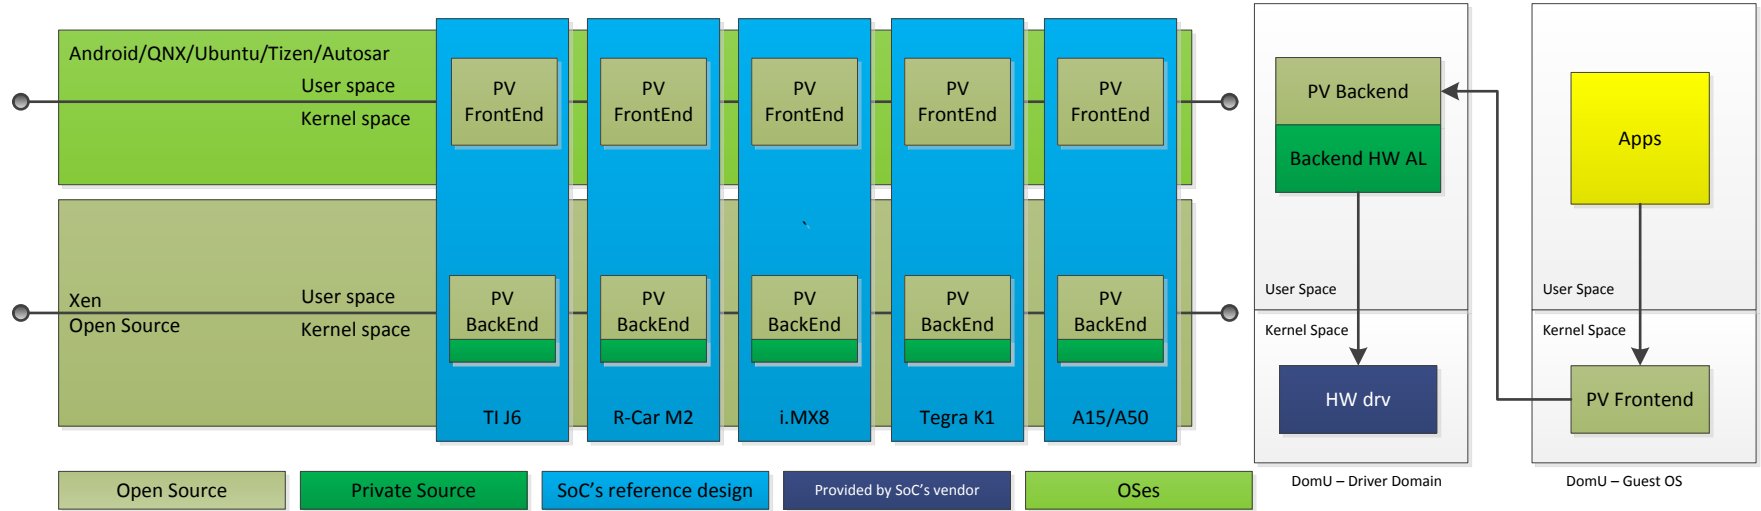 Android/QNX/Ubuntu/Tizen/Autosar
User space
Kernel space
PV
FrontEnd
PV
FrontEnd
PV
FrontEnd
PV
FrontEnd
PV
FrontEnd
Xen
Open Source
User space
Kernel space
PV
BackEnd
PV
BackEnd
PV
BackEnd
PV
BackEnd
PV
BackEnd
TI J6
R-Car M2
i.MX8
Tegra K1
A15/A50
PV Backend
Backend HW AL
User Space
Kernel Space
HW drv
DomU – Driver Domain
Apps
User Space
Kernel Space
PV Frontend
DomU – Guest OS
Open Source
Private Source
SoC's reference design
Provided by SoC's vendor
OSes